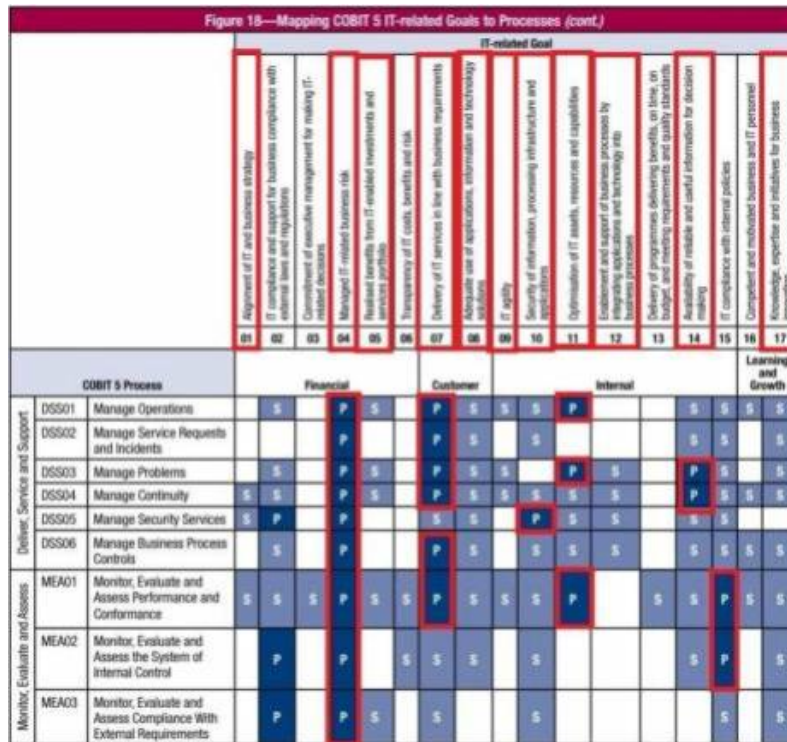 Figure 18—Mapping COBIT 5 IT-related Goals to Processes (cont.)
IT-related Goal
Alignment of IT and business strategy
IT compliance and support for business compliance with
external laws and regulations
Commitment of executive management for making IT-
related decisions
Managed IT-related business risk
Realised benefits from IT-enabled investments and
services portfolio
Transparency of IT costs, benefits and risk
Delivery of IT services in line with business requirements
Adequate use of applications, information and technology
solutions
IT agility
Security of information, processing infrastructure and
applications
Optimisation of IT assets, resources and capabilities
Enablement and support of business processes by
integrating applications and technology into
business processes
Delivery of programmes delivering benefits, on time, on
budget, and meeting requirements and quality standards
Availability of reliable and useful information for decision
making
IT compliance with internal policies
Competent and motivated business and IT personnel
Knowledge, expertise and initiatives for business
01 02 03 04 05 06 07 08 09 10 11 12 13 14 15 16 17
COBIT 5 Process Financial Customer Internal Learning
and
Growth
Deliver, Service and Support
DSS01 Manage Operations S P S P S S S P S S S S
DSS02 Manage Service Requests
and Incidents P P S S S S S
DSS03 Manage Problems S P S P S S P S P S S
DSS04 Manage Continuity S S P S P S S S S S P S S S
DSS05 Manage Security Services S P P S S P S S S S
DSS06 Manage Business Process
Controls S P P S S S S S S S S S
Monitor, Evaluate and Assess
MEA01 Monitor, Evaluate and
Assess Performance and
Conformance S S S P S S P S S S P S S P S S
MEA02 Monitor, Evaluate and
Assess the System of
Internal Control P P S S S S S P S
MEA03 Monitor, Evaluate and
Assess Compliance With
External Requirements P P S S S S S